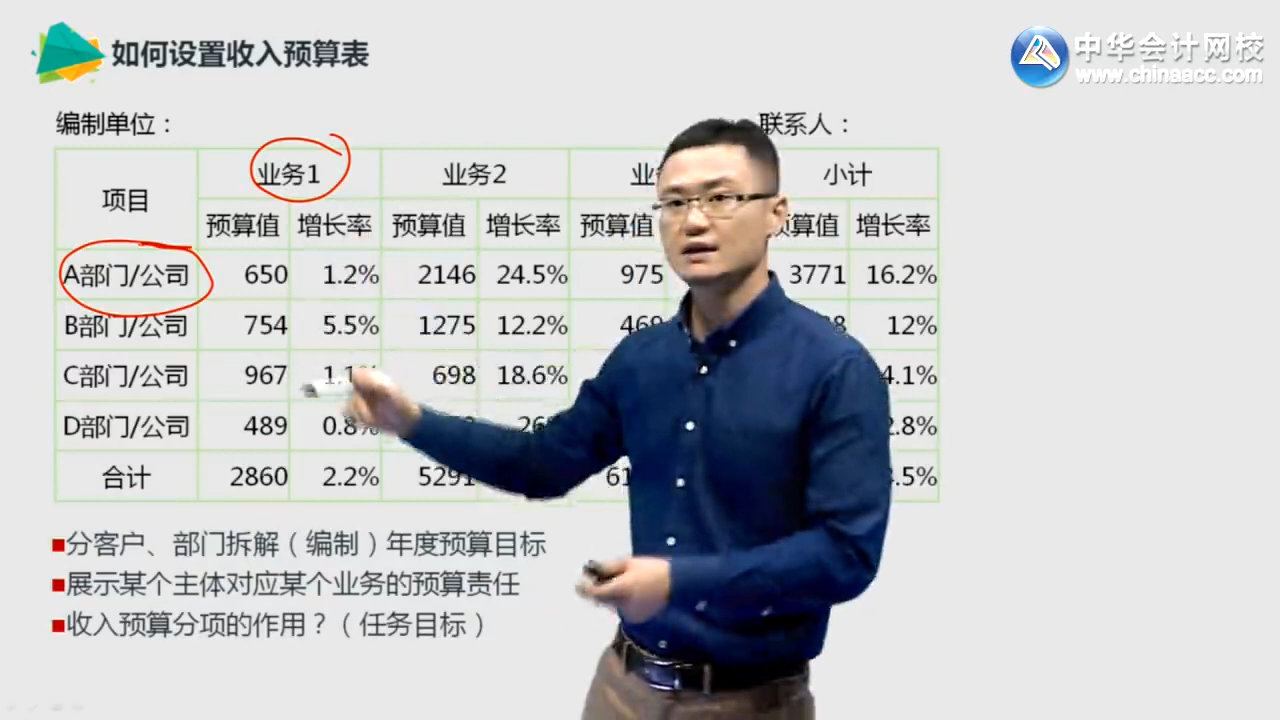 如何设置收入预算表
中华会计网校
www.chinaacc.com
编制单位：
联系人：
项目 业务1 业务2 小计
预算值 增长率 预算值 增长率 预算值 预算值 增长率
A部门/公司 650 1.2% 2146 24.5% 975 3771 16.2%
B部门/公司 754 5.5% 1275 12.2% 12%
C部门/公司 967 698 18.6%
D部门/公司 489 0.8%
合计 2860 2.2% 5291
■分客户、部门拆解（编制）年度预算目标
■展示某个主体对应某个业务的预算责任
■收入预算分项的作用？（任务目标）